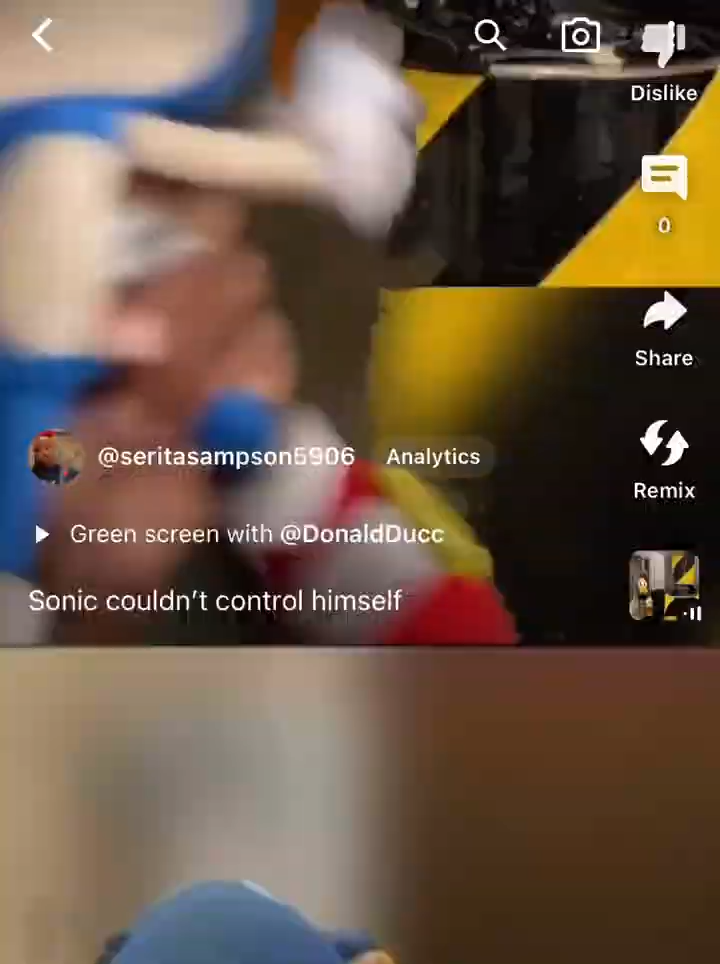 Dislike
0
Share
@seritasampson5906 Analytics
Remix
Green screen with @DonaldDucc
Sonic couldn't control himself